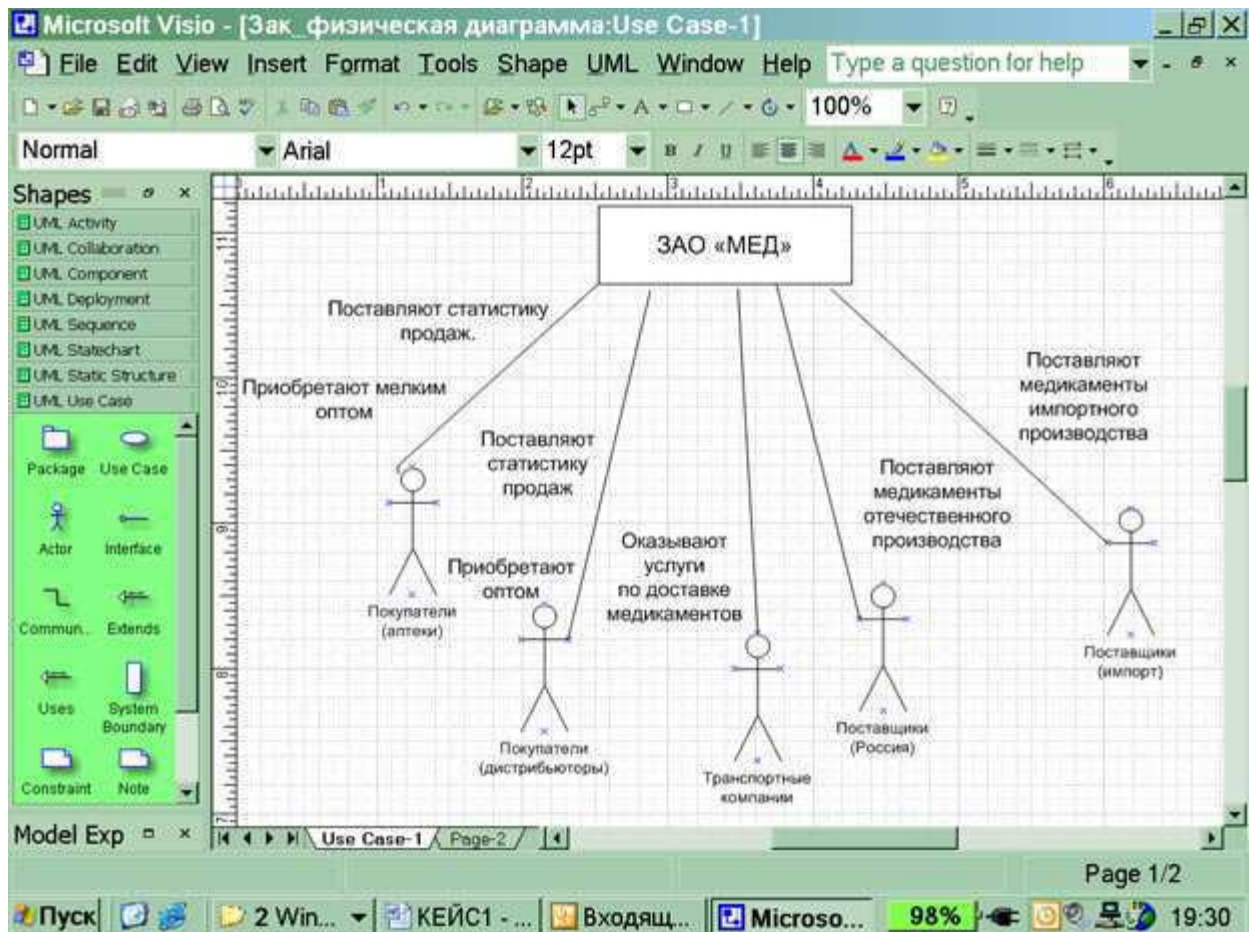 Microsoft Visio - [Зак_физическая диаграмма:Use Case-1]
File Edit View Insert Format Tools Shape UML Window Help Type a question for help
100%
Normal Arial 12pt
Shapes
UML Activity
UML Collaboration
UML Component
UML Deployment
UML Sequence
UML Statechart
UML Static Structure
UML Use Case
Package Use Case
Actor Interface
Commun... Extends
Uses System
Boundary
Constraint Note
Model Exp
ЗАО «МЕД»
Поставляют статистику
продаж.
Приобретают мелким
оптом
Покупатели
(аптеки)
Поставляют
статистику
продаж
Приобретают
оптом
Покупатели
(дистрибьюторы)
Оказывают
услуги
по доставке
медикаментов
Транспортные
компании
Поставляют
медикаменты
отечественного
производства
Поставщики
(Россия)
Поставляют
медикаменты
импортного
производства
Поставщики
(импорт)
Use Case-1 Page-2
Page 1/2
Пуск 2 Win... КЕЙС1 - ... Входящ... Microso... 98% 19:30